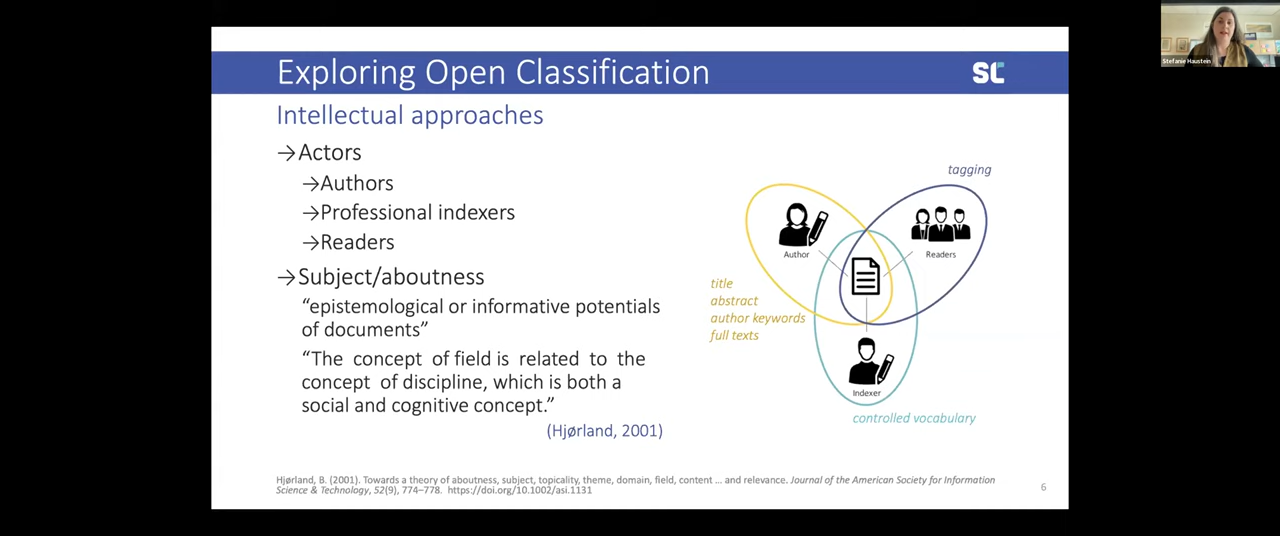 Exploring Open Classification
SC
Stefanie Haustein
Intellectual approaches
→Actors
→Authors
→Professional indexers
→Readers
→Subject/aboutness
“epistemological or informative potentials
of documents”
“The concept of field is related to the
concept of discipline, which is both a
social and cognitive concept.”
(Hjørland, 2001)
tagging
Author
Readers
title
abstract
author keywords
full texts
Indexer
controlled vocabulary
Hjørland, B. (2001). Towards a theory of aboutness, subject, topicality, theme, domain, field, content … and relevance. Journal of the American Society for Information
Science & Technology, 52(9), 774–778. https://doi.org/10.1002/asi.1131
6